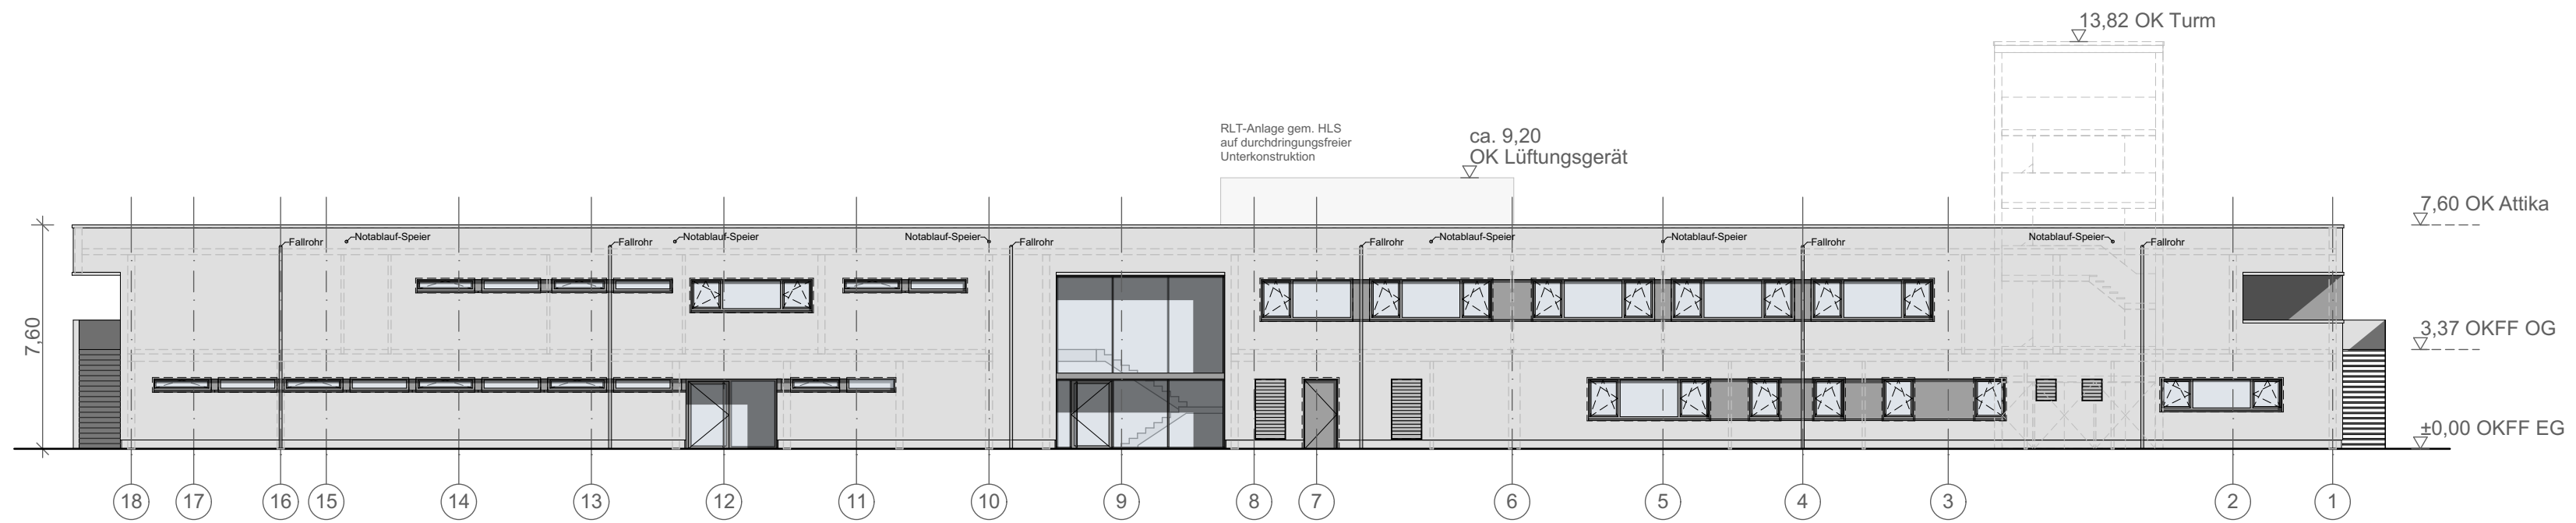 13,82 OK Turm
RLT-Anlage gem. HLS
auf durchdringungsfreier
Unterkonstruktion
ca. 9,20
OK Lüftungsgerät
7,60 OK Attika
Fallrohr
Notablauf-Speier
Fallrohr
Notablauf-Speier
Notablauf-Speier
Fallrohr
Fallrohr
Notablauf-Speier
Notablauf-Speier
Fallrohr
Notablauf-Speier
Fallrohr
7,60
3,37 OKFF OG
±0,00 OKFF EG
18
17
16
15
14
13
12
11
10
9
8
7
6
5
4
3
2
1